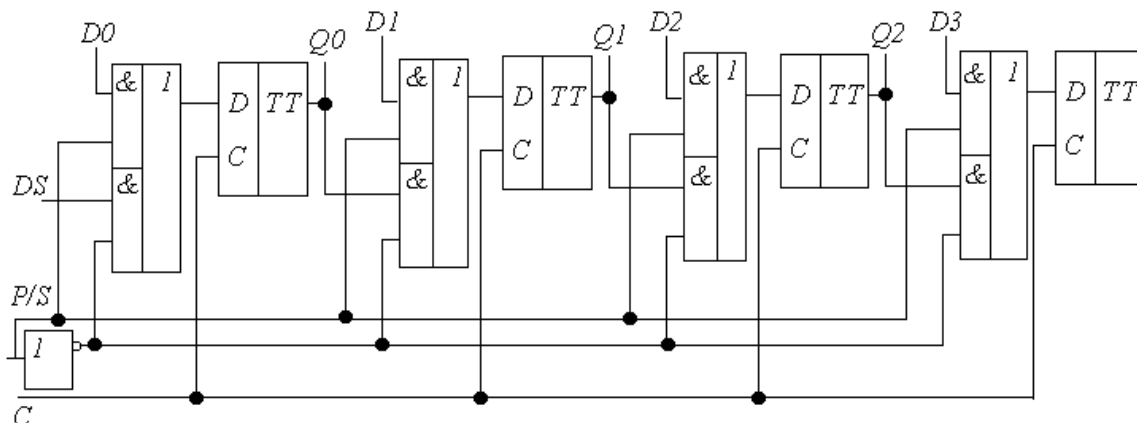 D0 Q0 D1 Q1 D2 Q2 D3
& 1 D TT & 1 D TT & 1 D TT & 1 D TT
C C C C
& & & &
DS
P/S
1
C